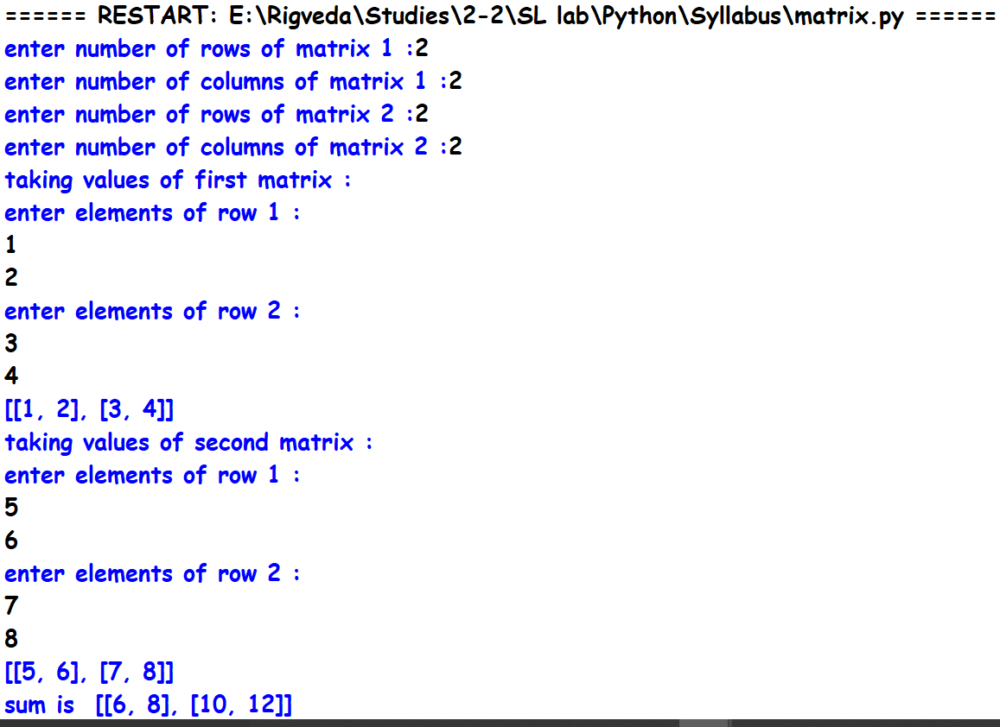 ====== RESTART: E:\Rigveda\Studies\2-2\SL lab\Python\Syllabus\matrix.py ======
enter number of rows of matrix 1 :2
enter number of columns of matrix 1 :2
enter number of rows of matrix 2 :2
enter number of columns of matrix 2 :2
taking values of first matrix :
enter elements of row 1 :
1
2
enter elements of row 2 :
3
4
[[1, 2], [3, 4]]
taking values of second matrix :
enter elements of row 1 :
5
6
enter elements of row 2 :
7
8
[[5, 6], [7, 8]]
sum is  [[6, 8], [10, 12]]